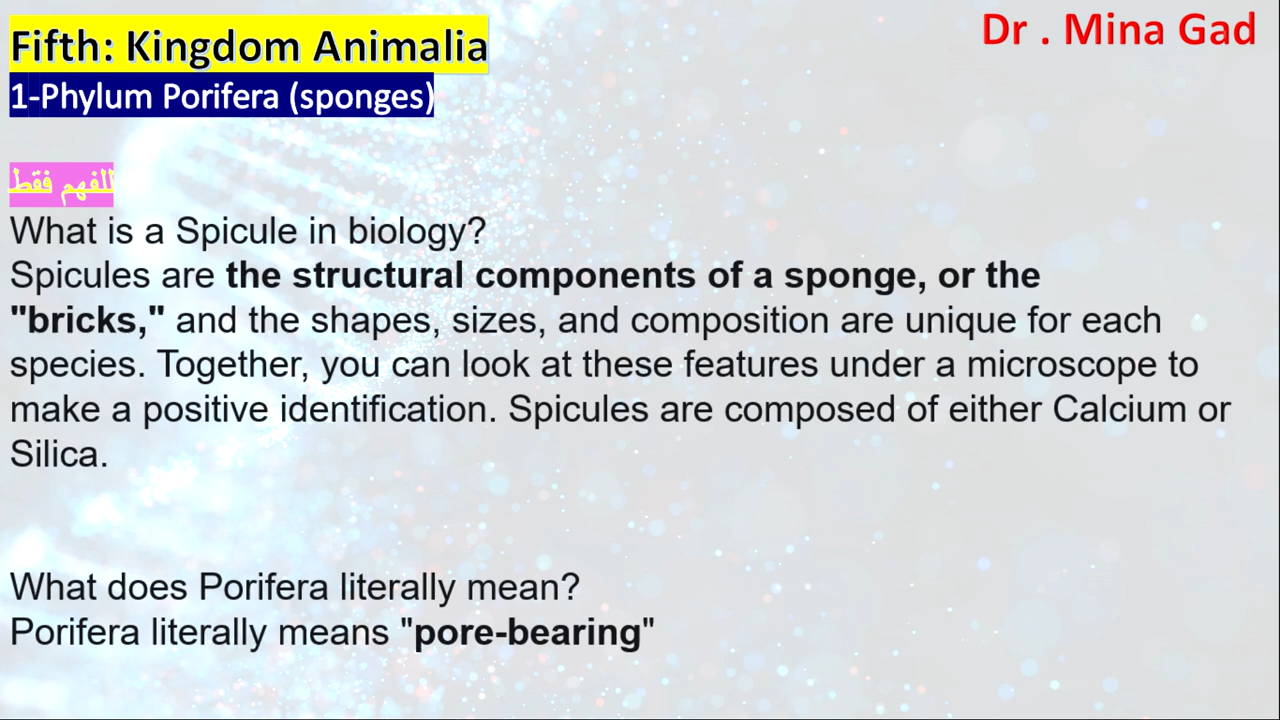 Fifth: Kingdom Animalia
Dr . Mina Gad
1-Phylum Porifera (sponges)
للفهم فقط
What is a Spicule in biology?
Spicules are the structural components of a sponge, or the
"bricks," and the shapes, sizes, and composition are unique for each
species. Together, you can look at these features under a microscope to
make a positive identification. Spicules are composed of either Calcium or
Silica.
What does Porifera literally mean?
Porifera literally means "pore-bearing"